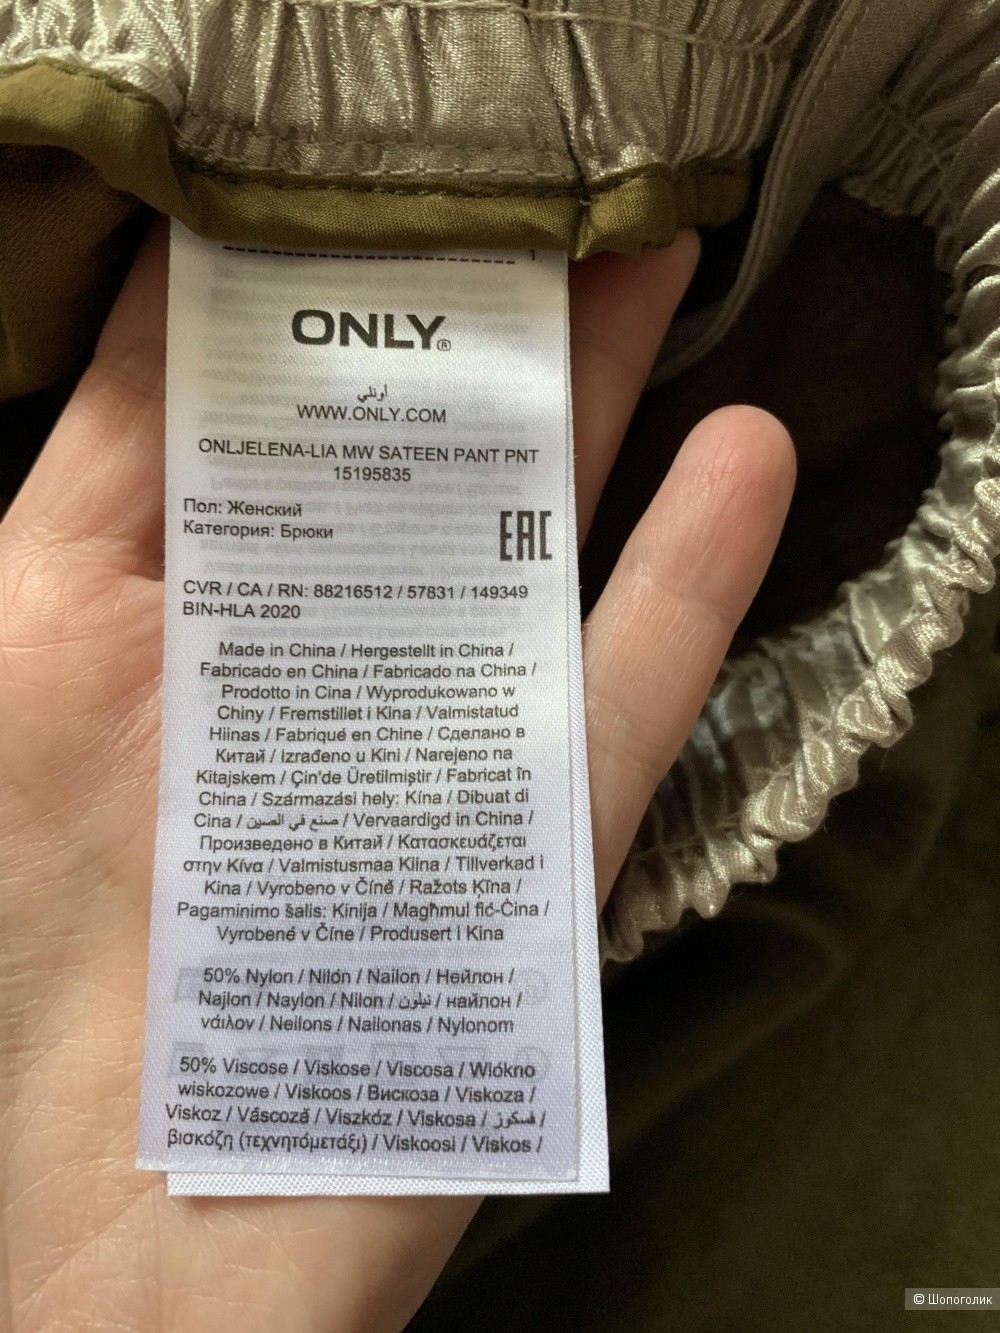 1
ONLY®
أونلي
WWW.ONLY.COM
ONLJELENA-LIA MW SATEEN PANT PNT
15195835
Пол: Женский
Категория: Брюки
EAC
CVR / CA / RN: 88216512 / 57831 / 149349
BIN-HLA 2020
Made in China / Hergestellt in China /
Fabricado en China / Fabricado na China /
Prodotto in Cina / Wyprodukowano w
Chiny / Fremstillet i Kina / Valmistatud
Hiinas / Fabriqué en Chine / Сделано в
Китай / Izrađeno u Kini / Narejeno na
Kitajskem / Çin'de Üretilmiştir / Fabricat în
China / Származási hely: Kína / Dibuat di
Cina / صنع في الصين / Vervaardigd in China /
Произведено в Китай / Κατασκευάζεται
στην Κίνα / Valmistusmaa Kiina / Tillverkad i
Kina / Vyrobeno v Číně / Ražots Ķīna /
Pagaminimo šalis: Kinija / Magħmul fiċ-Ċina /
Vyrobené v Číne / Produsert i Kina
50% Nylon / Nilón / Nailon / Нейлон /
Najlon / Naylon / Nilon / نيلون / найлон /
νάιλον / Neilons / Nailonas / Nylonom
50% Viscose / Viskose / Viscosa / Włókno
wiskozowe / Viskoos / Вискоза / Viskoza /
Viskoz / Vâscoză / Viszkóz / Viskosa / فسكوز /
βισκόζη (τεχνητόμετάξι) / Viskoosi / Viskos /
© Шопоголик